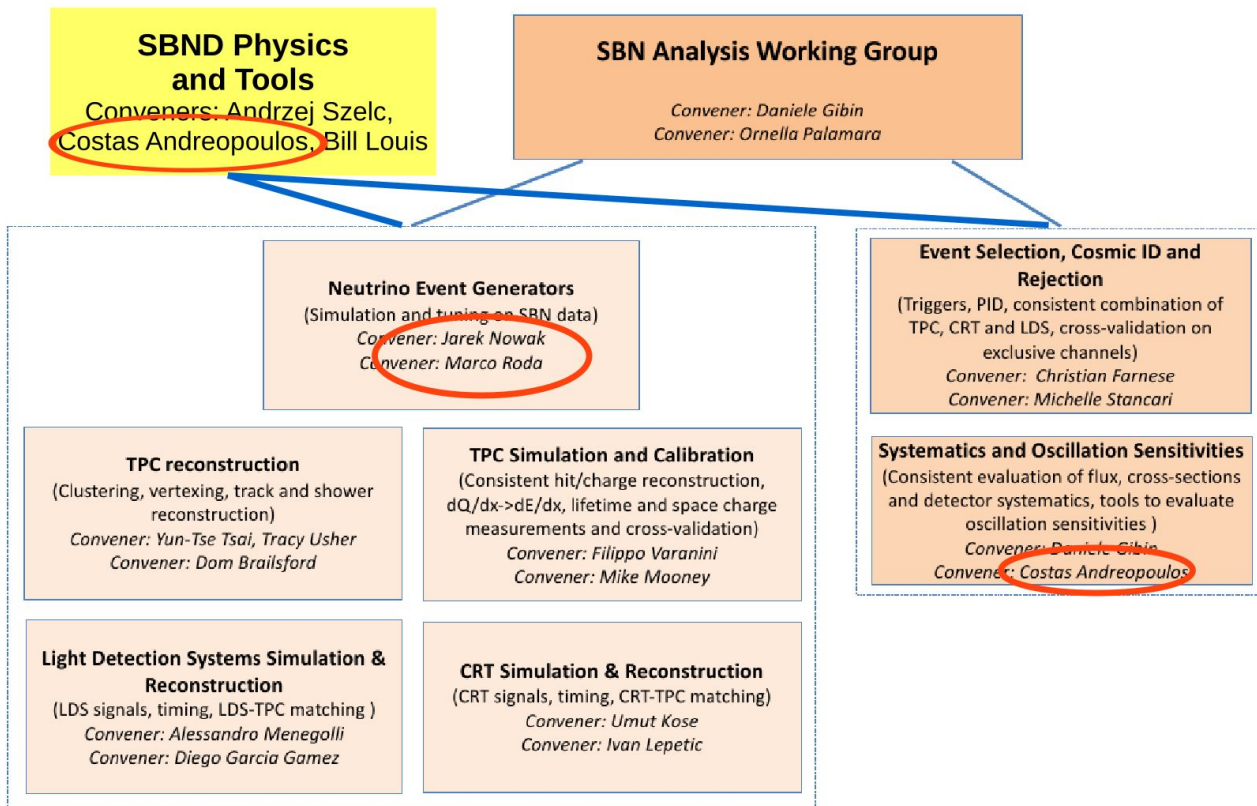 SBND Physics
and Tools
Conveners: Andrzej Szelc,
Costas Andreopoulos, Bill Louis
SBN Analysis Working Group
Convener: Daniele Gibin
Convener: Ornella Palamara
Neutrino Event Generators
(Simulation and tuning on SBN data)
Convener: Jarek Nowak
Convener: Marco Roda
TPC reconstruction
(Clustering, vertexing, track and shower
reconstruction)
Convener: Yun-Tse Tsai, Tracy Usher
Convener: Dom Brailsford
TPC Simulation and Calibration
(Consistent hit/charge reconstruction,
dQ/dx->dE/dx, lifetime and space charge
measurements and cross-validation)
Convener: Filippo Varanini
Convener: Mike Mooney
Light Detection Systems Simulation &
Reconstruction
(LDS signals, timing, LDS-TPC matching )
Convener: Alessandro Menegolli
Convener: Diego Garcia Gamez
CRT Simulation & Reconstruction
(CRT signals, timing, CRT-TPC matching)
Convener: Umut Kose
Convener: Ivan Lepetic
Event Selection, Cosmic ID and
Rejection
(Triggers, PID, consistent combination of
TPC, CRT and LDS, cross-validation on
exclusive channels)
Convener: Christian Farnese
Convener: Michelle Stancari
Systematics and Oscillation Sensitivities
(Consistent evaluation of flux, cross-sections
and detector systematics, tools to evaluate
oscillation sensitivities )
Convener: Daniele Gibin
Convener: Costas Andreopoulos